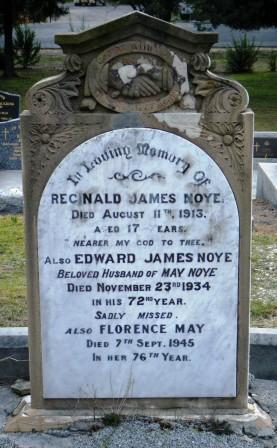 In Loving Memory Of
REGINALD JAMES NOYE.
DIED AUGUST 11TH, 1913.
AGED 17 YEARS.
"NEARER MY GOD TO THEE."
ALSO EDWARD JAMES NOYE
BELOVED HUSBAND OF MAY NOYE
DIED NOVEMBER 23RD 1934
IN HIS 72ND YEAR.
SADLY MISSED.
ALSO FLORENCE MAY
DIED 7TH SEPT. 1945
IN HER 76TH YEAR.